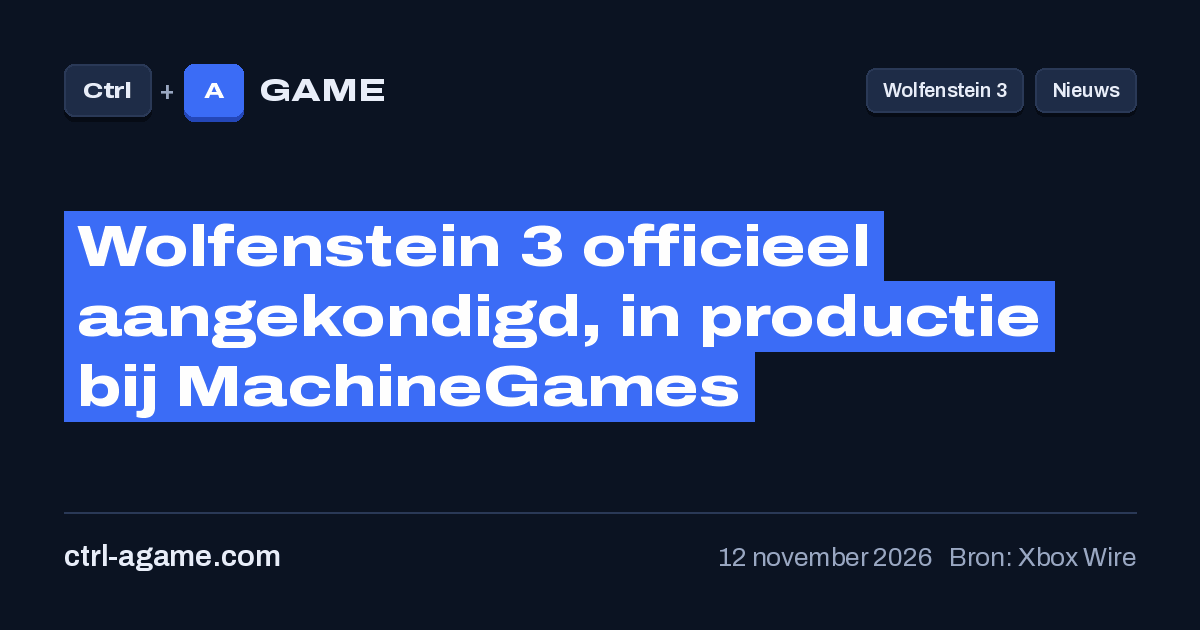 Ctrl + A GAME
Wolfenstein 3 Nieuws
Wolfenstein 3 officieel
aangekondigd, in productie
bij MachineGames
ctrl-agame.com
12 november 2026 Bron: Xbox Wire